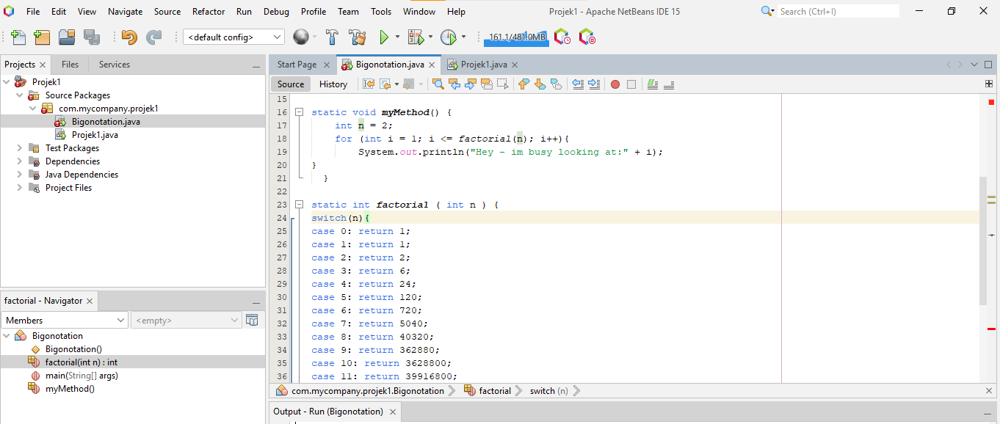 File Edit View Navigate Source Refactor Run Debug Profile Team Tools Window Help Projek1 - Apache NetBeans IDE 15 Search (Ctrl+I)
<default config> 161.1/481.0MB
Projects Files Services
Projek1
Source Packages
com.mycompany.projek1
Bigonotation.java
Projek1.java
Test Packages
Dependencies
Java Dependencies
Project Files
factorial - Navigator
Members <empty>
Bigonotation
Bigonotation()
factorial(int n) : int
main(String[] args)
myMethod()
Start Page Bigonotation.java Projek1.java
Source History
15
16 static void myMethod() {
17 int n = 2;
18 for (int i = 1; i <= factorial(n); i++){
19 System.out.println("Hey - im busy looking at:" + i);
20 }
21 }
22
23 static int factorial ( int n ) {
24 switch(n){
25 case 0: return 1;
26 case 1: return 1;
27 case 2: return 2;
28 case 3: return 6;
29 case 4: return 24;
30 case 5: return 120;
31 case 6: return 720;
32 case 7: return 5040;
33 case 8: return 40320;
34 case 9: return 362880;
35 case 10: return 3628800;
36 case 11: return 39916800;
com.mycompany.projek1.Bigonotation factorial switch (n)
Output - Run (Bigonotation)